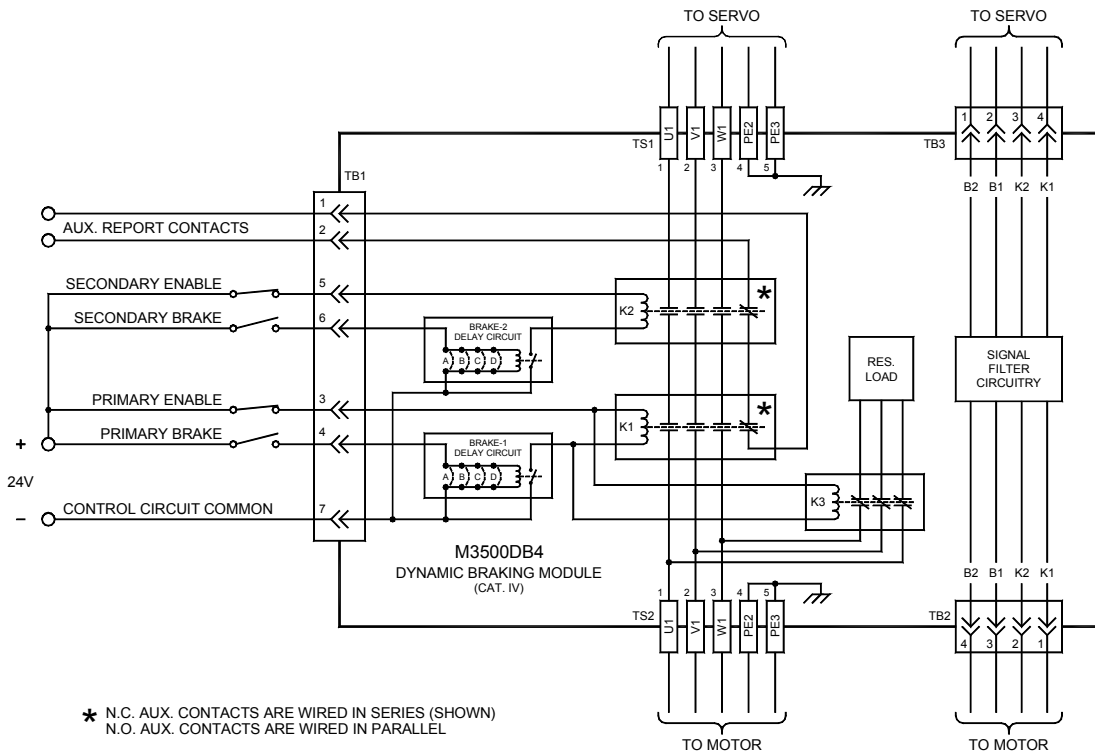 TO SERVO
TO SERVO
TS1
U1
V1
W1
PE2
PE3
1
2
3
4
5
TB3
1
2
3
4
B2
B1
K2
K1
TB1
1
2
AUX. REPORT CONTACTS
5
SECONDARY ENABLE
6
SECONDARY BRAKE
BRAKE-2
DELAY CIRCUIT
A
B
C
D
K2
*
RES.
LOAD
SIGNAL
FILTER
CIRCUITRY
3
PRIMARY ENABLE
4
PRIMARY BRAKE
+
24V
–
BRAKE-1
DELAY CIRCUIT
A
B
C
D
K1
*
K3
7
CONTROL CIRCUIT COMMON
M3500DB4
DYNAMIC BRAKING MODULE
(CAT. IV)
TS2
1
2
3
4
5
U1
V1
W1
PE2
PE3
B2
B1
K2
K1
TB2
4
3
2
1
* N.C. AUX. CONTACTS ARE WIRED IN SERIES (SHOWN)
N.O. AUX. CONTACTS ARE WIRED IN PARALLEL
TO MOTOR
TO MOTOR